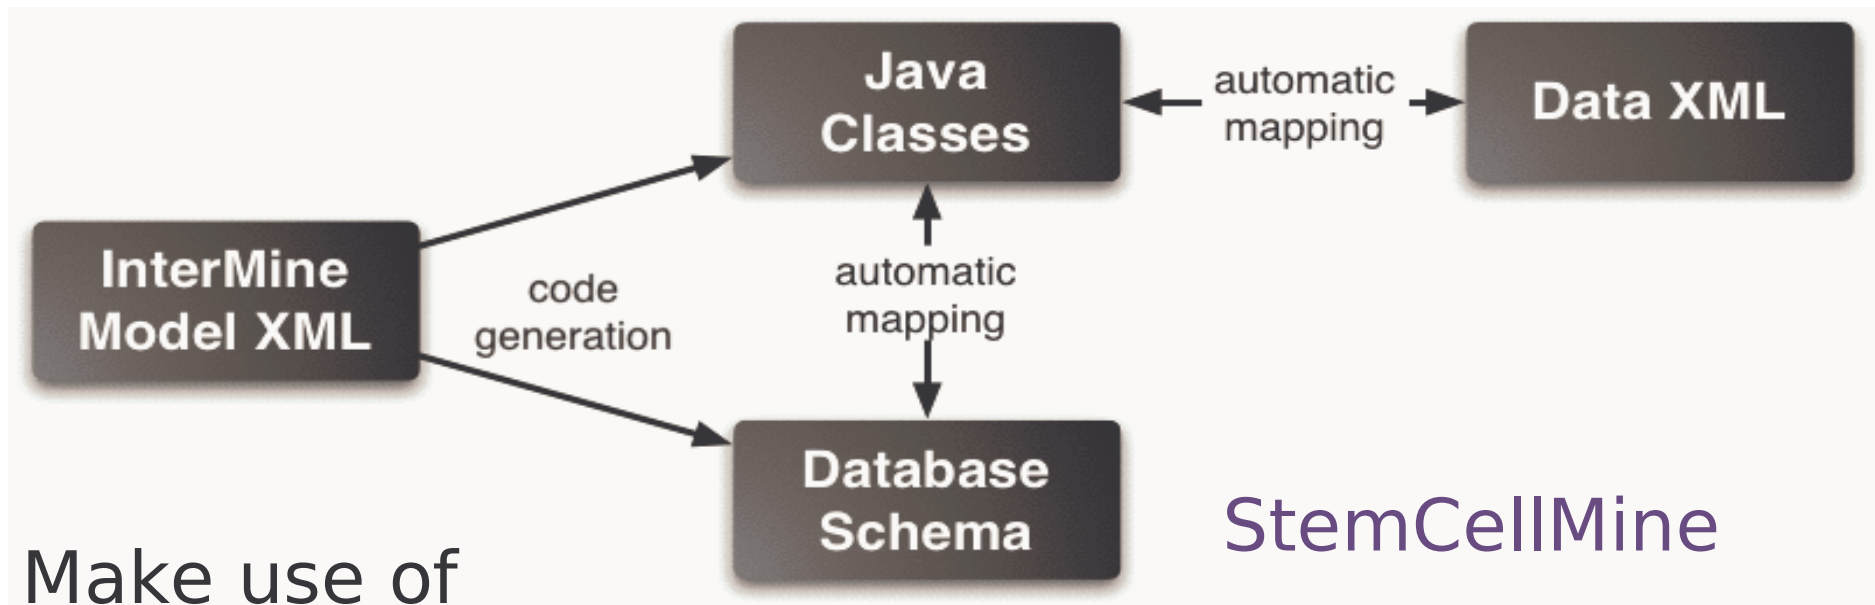 Java
Classes
automatic
mapping
Data XML
InterMine
Model XML
code
generation
automatic
mapping
Database
Schema
StemCellMine
Make use of